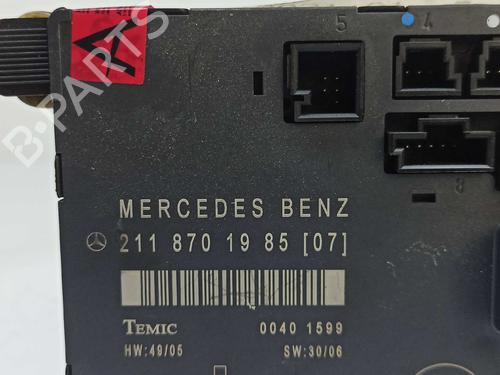 5
4
8
MERCEDES BENZ
211 870 19 85 [07]
TEMIC 0040 1599
HW:49/05 SW:30/06
B-PARTS